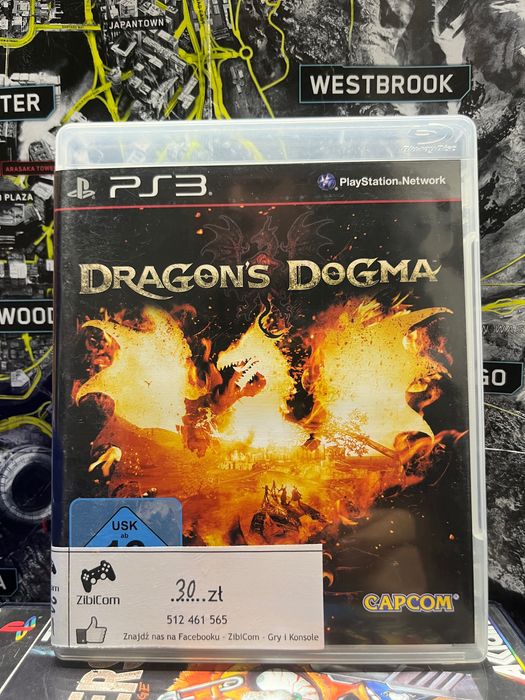 JAPANTOWN
WESTBROOK
TER
ARASAKA TOWE
PLAZA
WOOD
GO
Blu-ray Disc
PS3
PlayStation Network
DRAGON'S DOGMA
USK
ab
ZibiCom
30 zł
512 461 565
Znajdź nas na Facebooku - ZibiCom - Gry i Konsole
CAPCOM